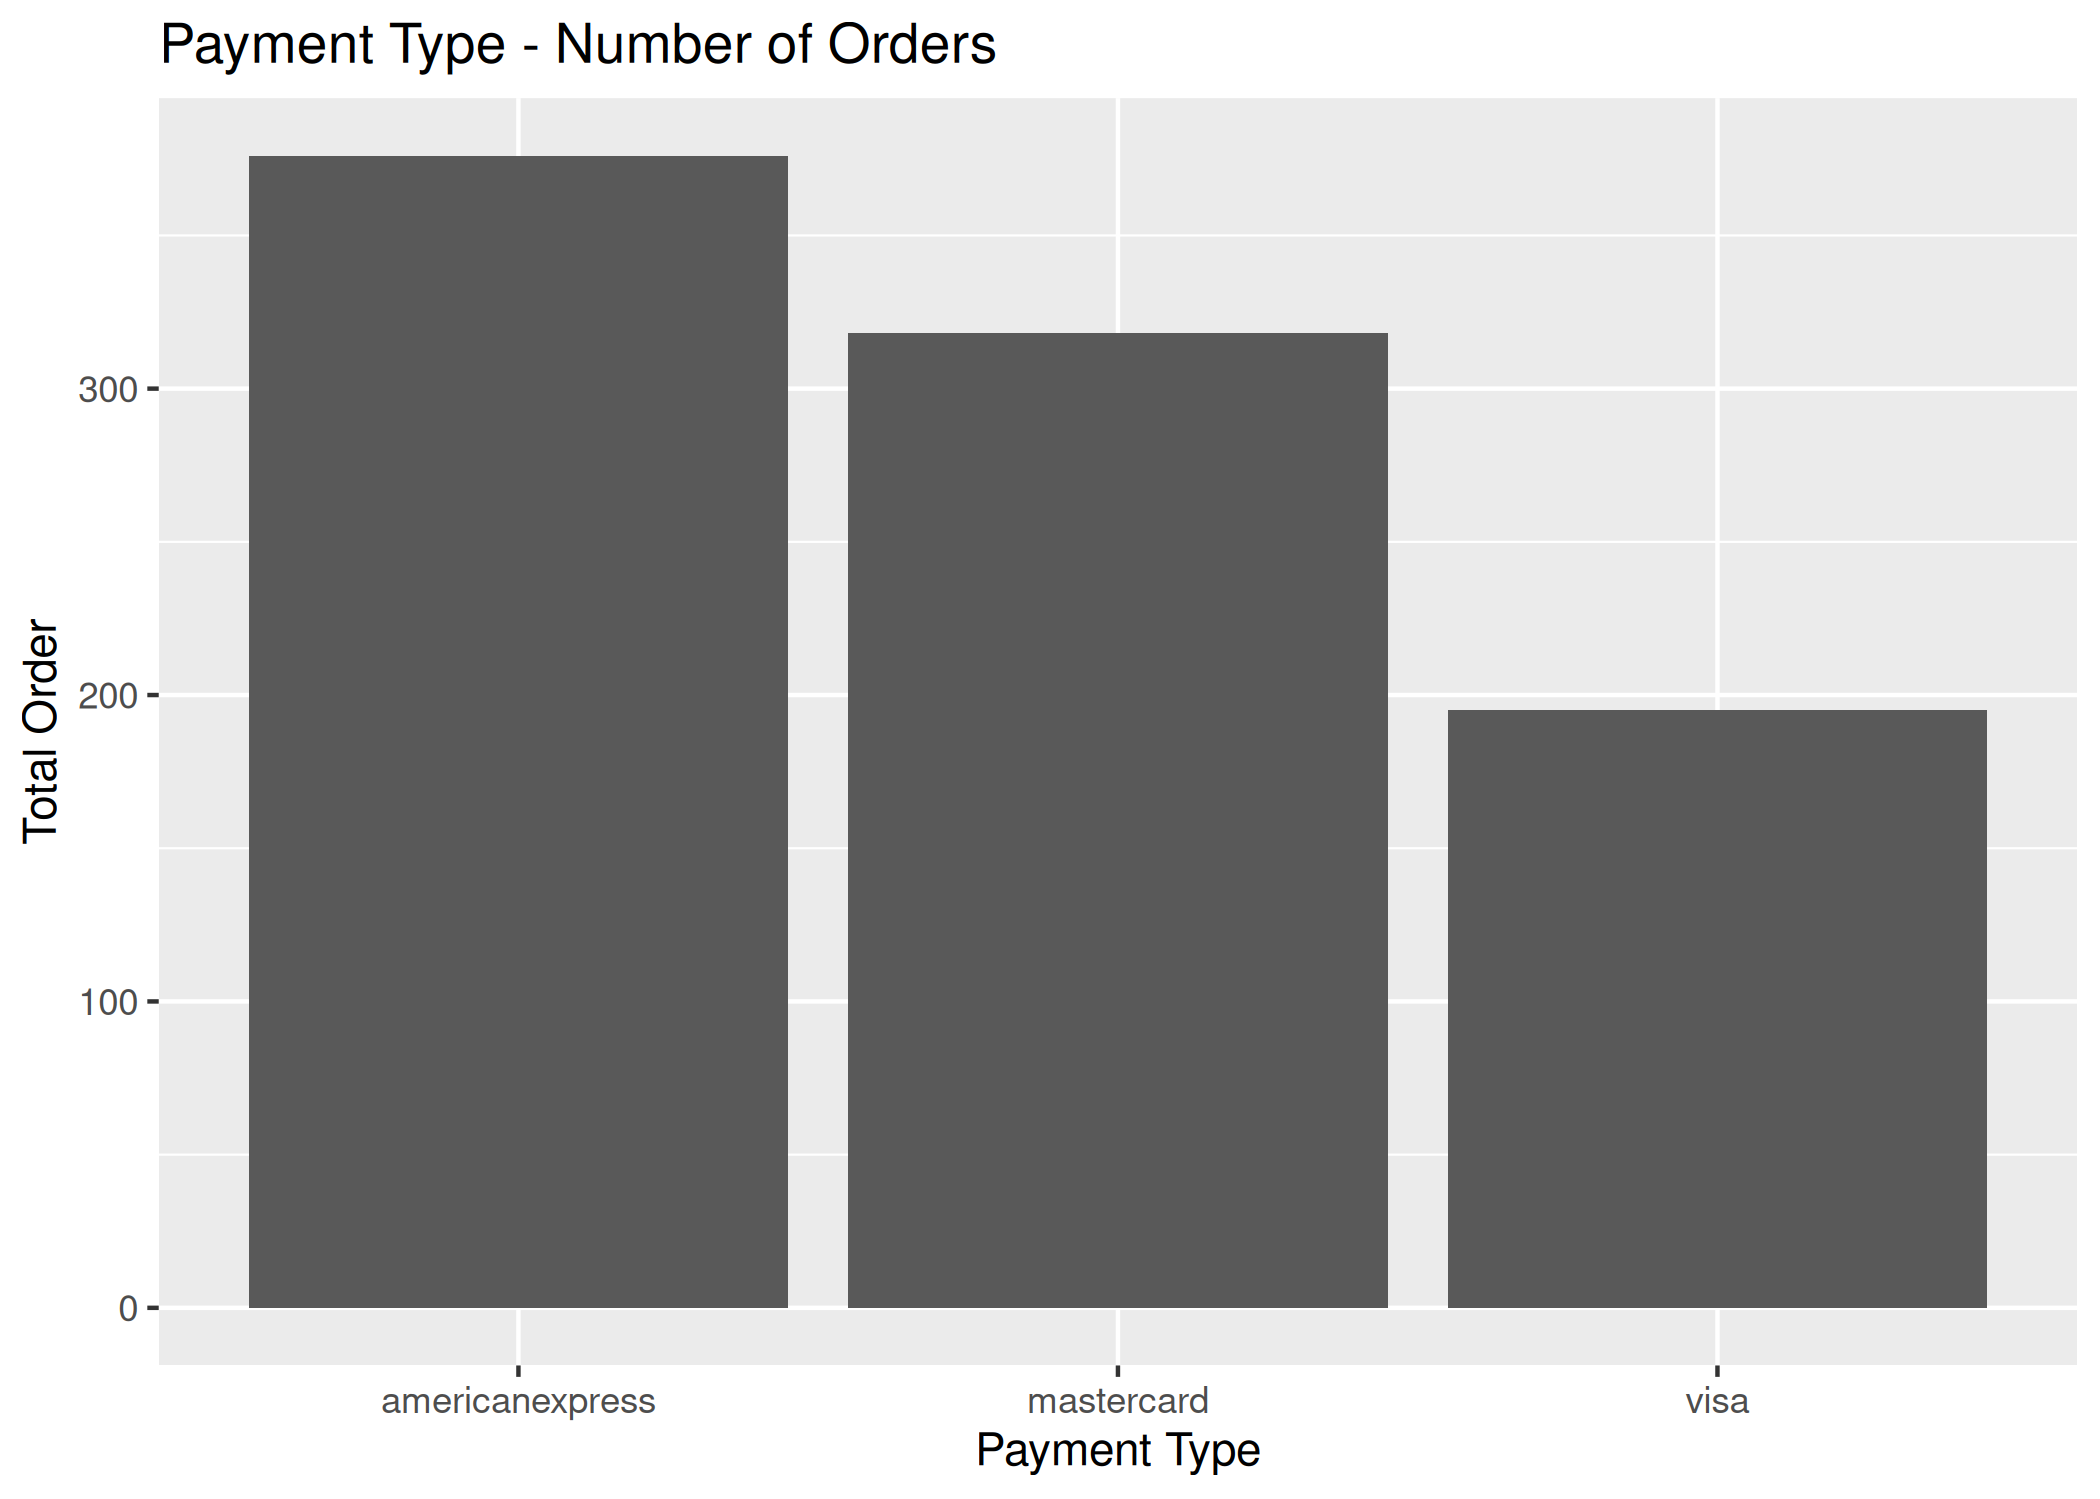 Payment Type - Number of Orders
Total Order
300
200
100
0
americanexpress
mastercard
visa
Payment Type